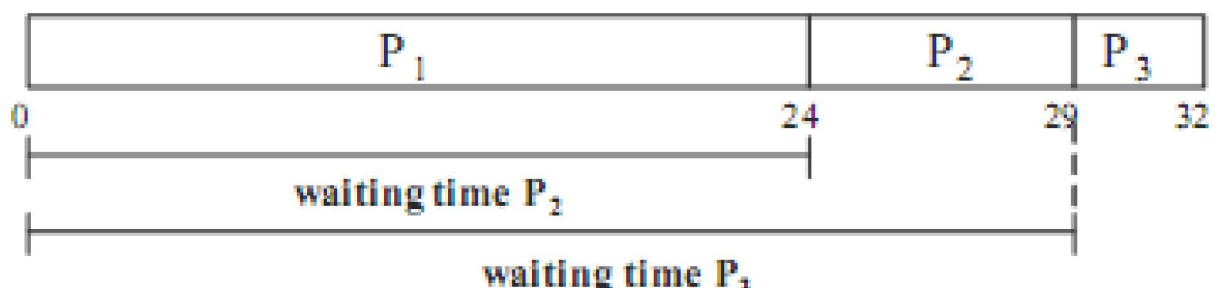 P₁ P₂ P₃
0 24 29 32
waiting time P₂
waiting time P₃